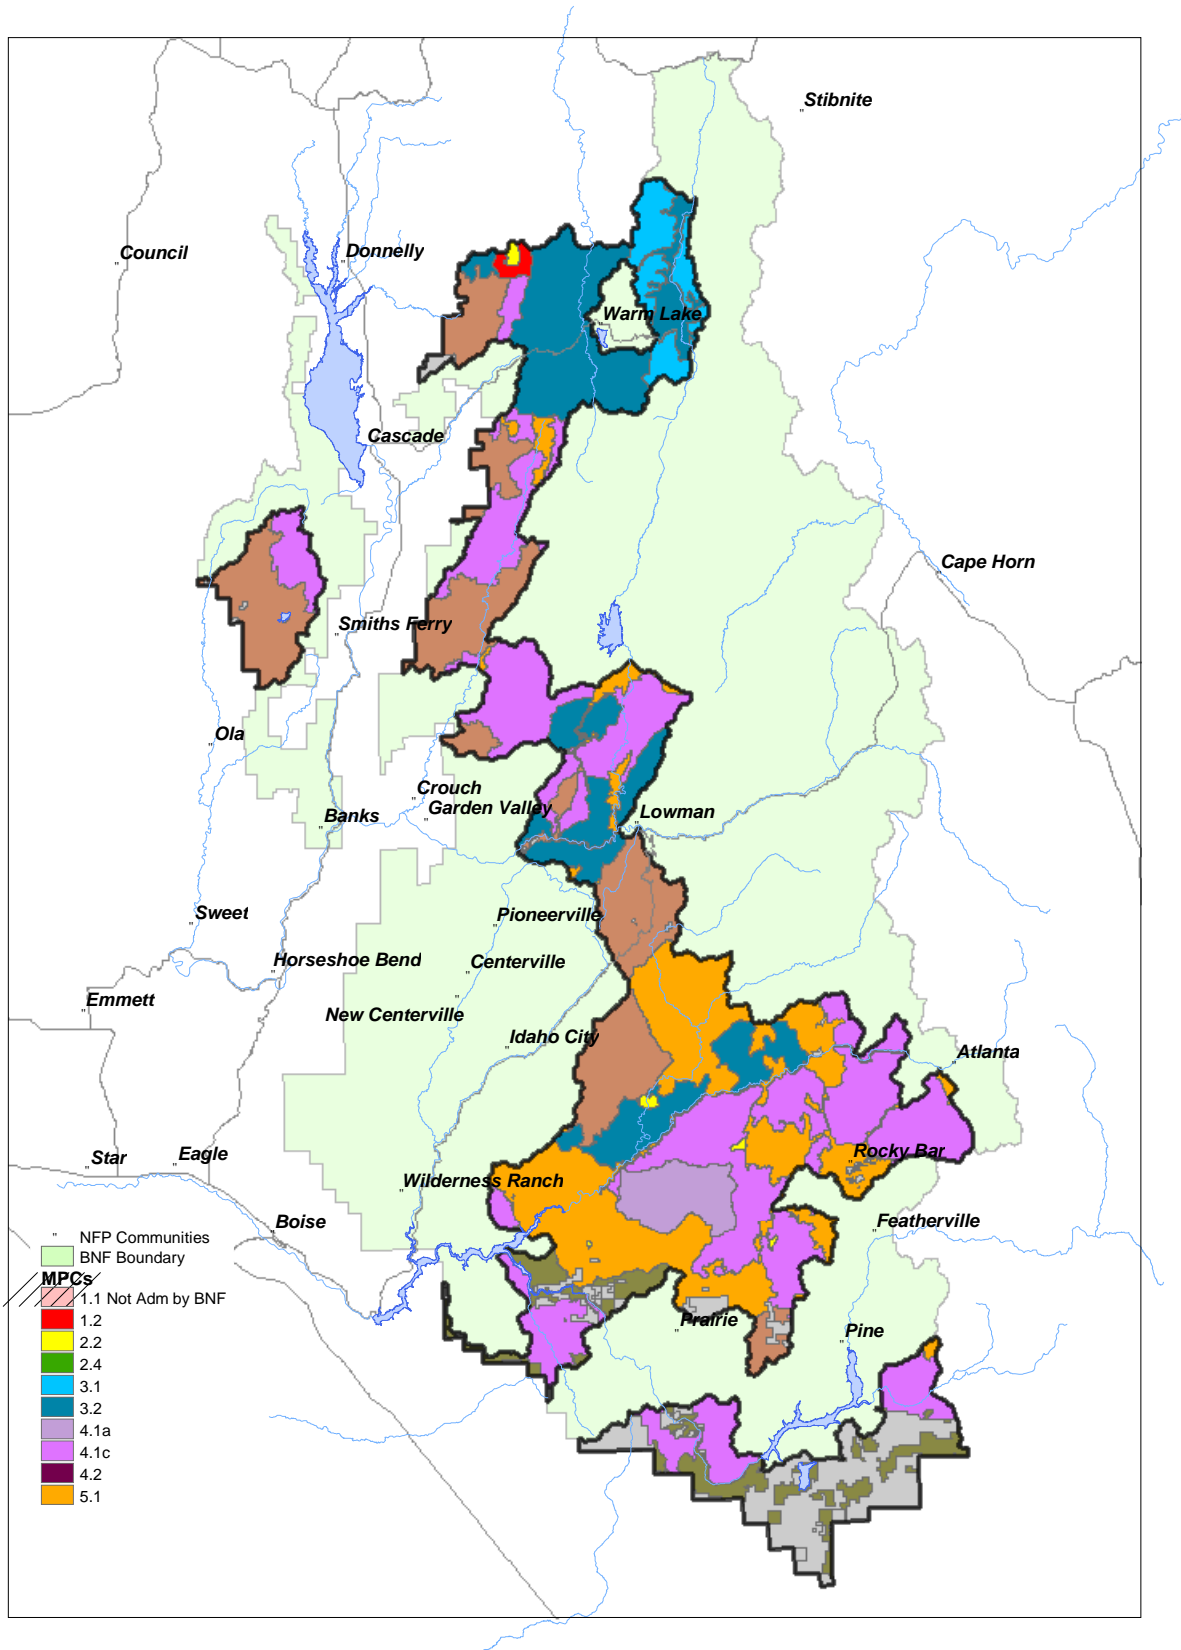 Stibnite
Council
Donnelly
Warm Lake
Cascade
Cape Horn
Smiths Ferry
Ola
Crouch
Garden Valley
Banks
Lowman
Sweet
Pioneerville
Horseshoe Bend
Centerville
Emmett
New Centerville
Idaho City
Atlanta
Star
Eagle
Rocky Bar
Wilderness Ranch
Boise
Featherville
Prairie
Pine
" NFP Communities
BNF Boundary
MPCs
1.1 Not Adm by BNF
1.2
2.2
2.4
3.1
3.2
4.1a
4.1c
4.2
5.1